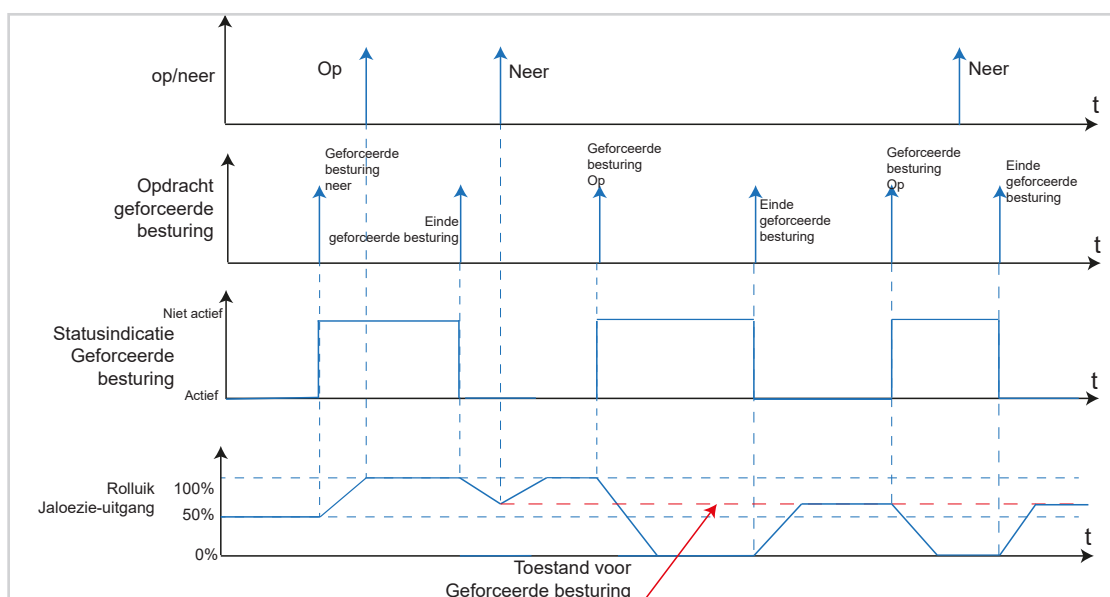 op/neer
Op
Neer
Neer
t
Opdracht
geforceerde
besturing
Geforceerde
besturing
neer
Einde
geforceerde besturing
Geforceerde
besturing
Op
Einde
geforceerde
besturing
Geforceerde
besturing
Op
Einde
geforceerde
besturing
t
Statusindicatie
Geforceerde
besturing
Niet actief
Actief
t
Rolluik
Jaloezie-uitgang
100%
50%
0%
t
Toestand voor
Geforceerde besturing